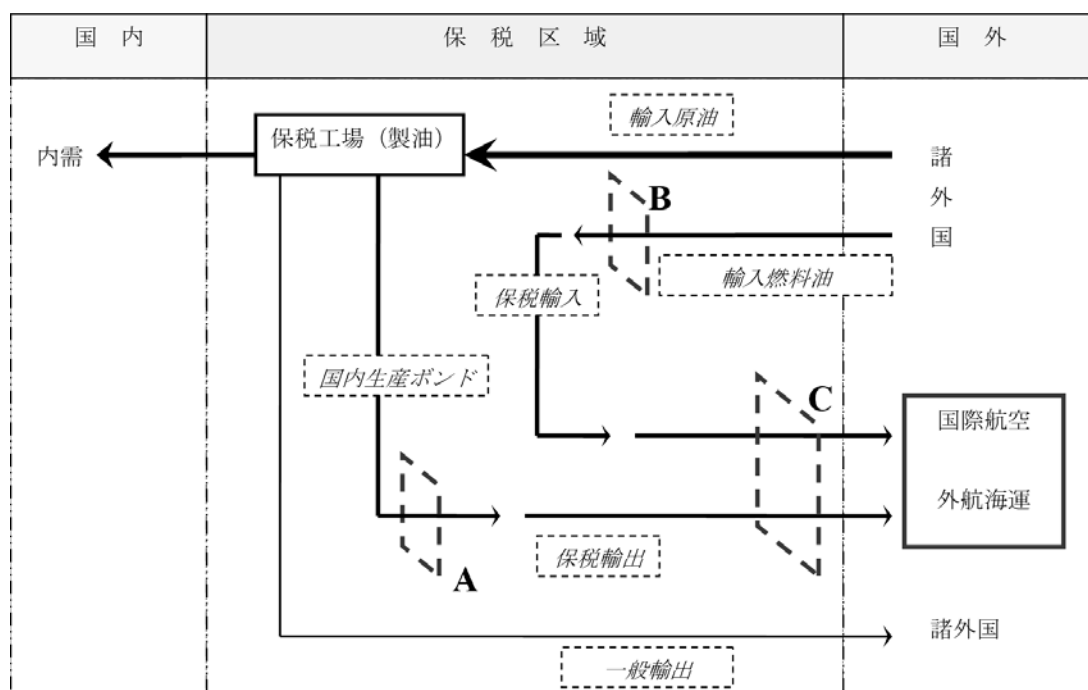 国 内
保 税 区 域
国 外
輸入原油
保税工場（製油）
内需
諸
外
国
B
輸入燃料油
保税輸入
国内生産ボンド
C
国際航空
外航海運
A
保税輸出
諸外国
一般輸出